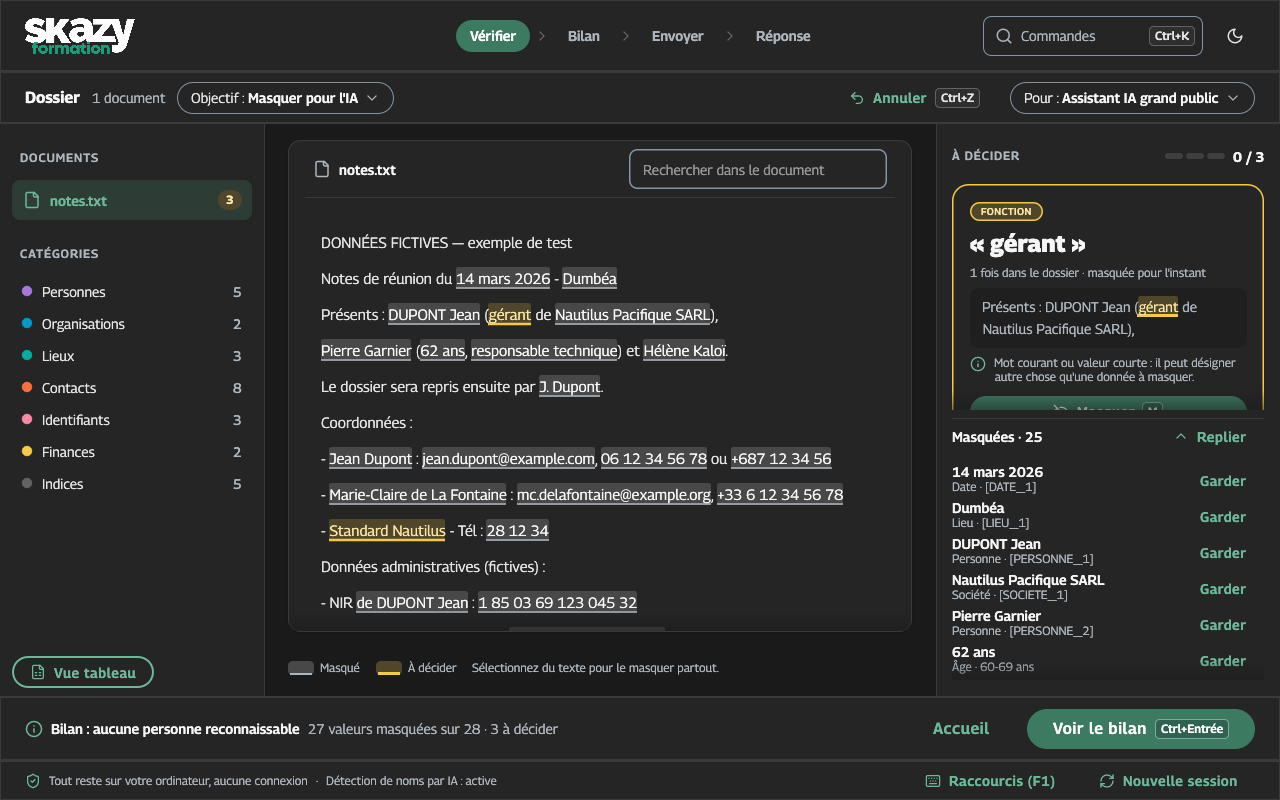 skazy
formation
Vérifier
Bilan
Envoyer
Réponse
Commandes
Ctrl+K
Dossier
1 document
Objectif : Masquer pour l'IA
Annuler
Ctrl+Z
Pour : Assistant IA grand public
DOCUMENTS
notes.txt
3
CATÉGORIES
Personnes 5
Organisations 2
Lieux 3
Contacts 8
Identifiants 3
Finances 2
Indices 5
Vue tableau
notes.txt
Rechercher dans le document
DONNÉES FICTIVES — exemple de test
Notes de réunion du 14 mars 2026 - Dumbéa
Présents : DUPONT Jean (gérant de Nautilus Pacifique SARL),
Pierre Garnier (62 ans, responsable technique) et Hélène Kaloï.
Le dossier sera repris ensuite par J. Dupont.
Coordonnées :
- Jean Dupont : jean.dupont@example.com, 06 12 34 56 78 ou +687 12 34 56
- Marie-Claire de La Fontaine : mc.delafontaine@example.org, +33 6 12 34 56 78
- Standard Nautilus - Tél : 28 12 34
Données administratives (fictives) :
- NIR de DUPONT Jean : 1 85 03 69 123 045 32
Masqué
À décider
Sélectionnez du texte pour le masquer partout.
À DÉCIDER
0 / 3
FONCTION
« gérant »
1 fois dans le dossier · masquée pour l'instant
Présents : DUPONT Jean (gérant de
Nautilus Pacifique SARL),
Mot courant ou valeur courte : il peut désigner
autre chose qu'une donnée à masquer.
Masquées · 25
Replier
14 mars 2026
Date · [DATE_1]
Garder
Dumbéa
Lieu · [LIEU_1]
Garder
DUPONT Jean
Personne · [PERSONNE_1]
Garder
Nautilus Pacifique SARL
Société · [SOCIETE_1]
Garder
Pierre Garnier
Personne · [PERSONNE_2]
Garder
62 ans
Âge · 60-69 ans
Garder
Bilan : aucune personne reconnaissable
27 valeurs masquées sur 28 · 3 à décider
Accueil
Voir le bilan
Ctrl+Entrée
Tout reste sur votre ordinateur, aucune connexion · Détection de noms par IA : active
Raccourcis (F1)
Nouvelle session